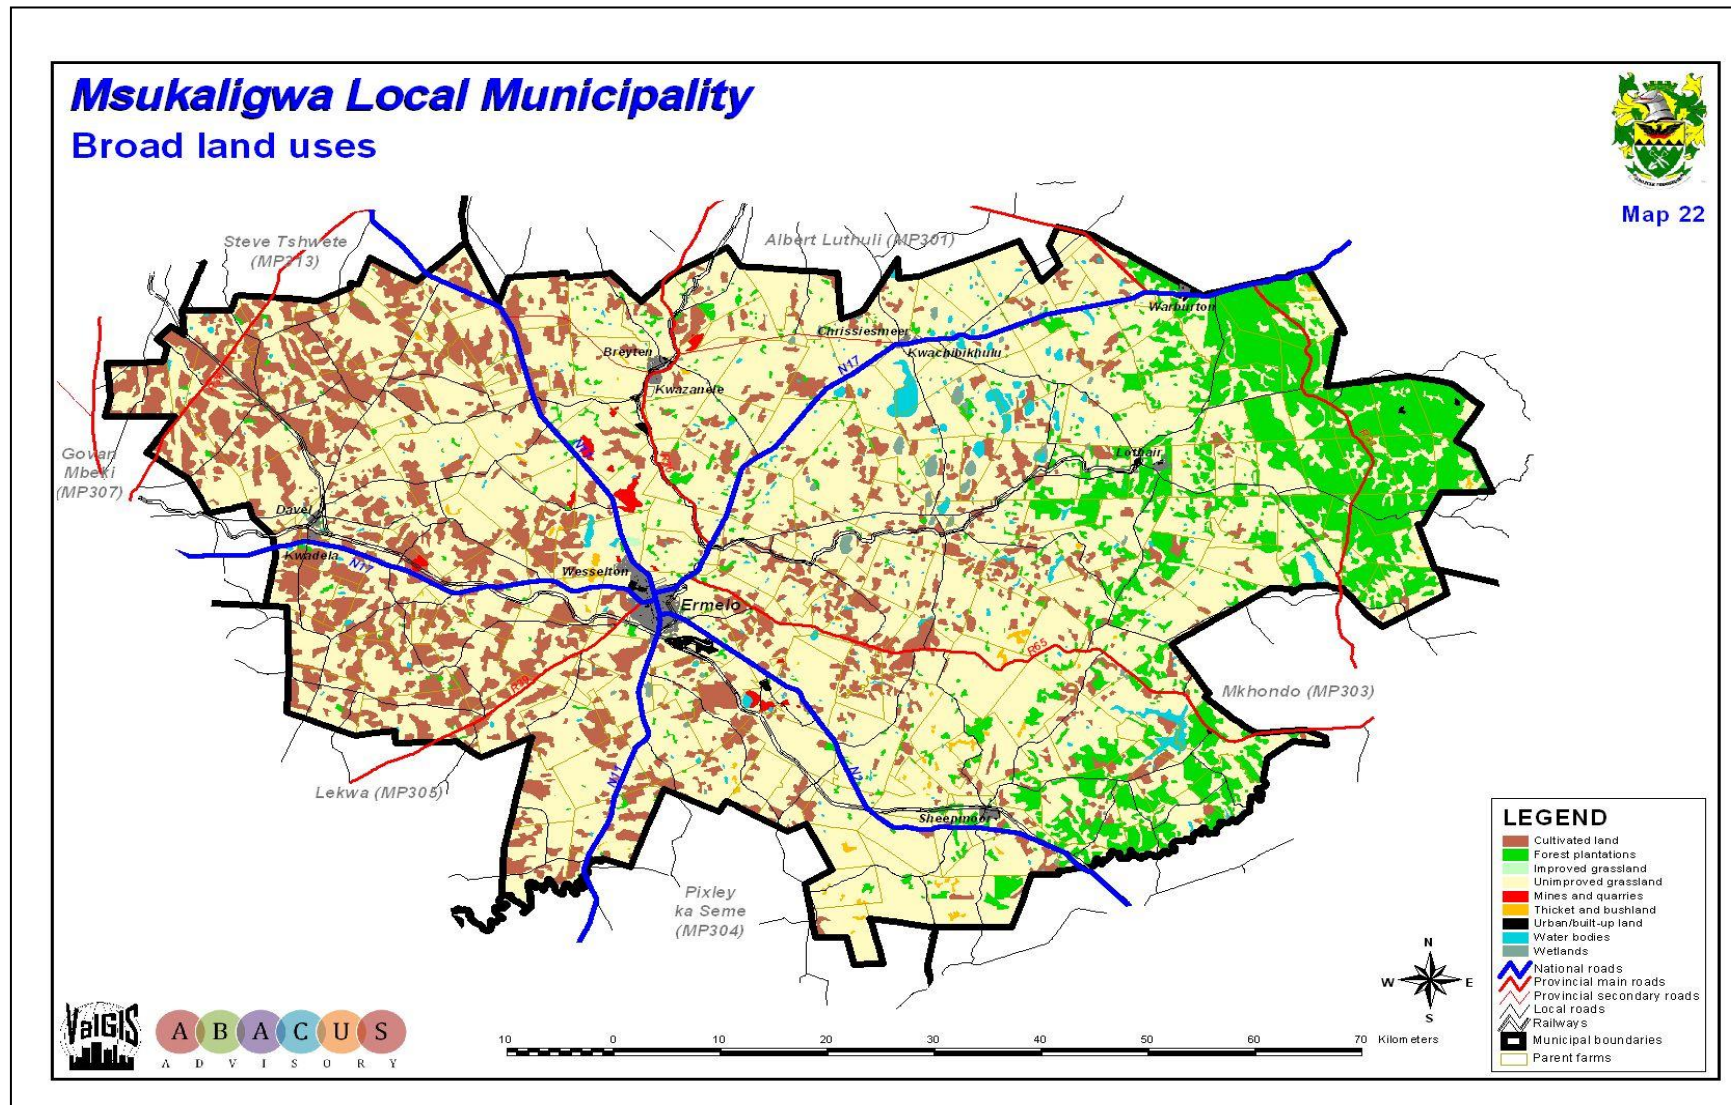 Msukaligwa Local Municipality
Broad land uses
Map 22
Steve Tshwete
(MP313)
Albert Luthuli (MP301)
Warburton
Chrissiesmeer
Kwachibikhulu
N17
Breyten
Kwazanele
N11
Lothair
Govan
Mbeki
(MP307)
Davel
Kwadela
N17
Wesselton
Ermelo
R65
R39
Mkhondo (MP303)
N11
N2
Lekwa (MP305)
Sheepmoor
Pixley
ka Seme
(MP304)
LEGEND
Cultivated land
Forest plantations
Improved grassland
Unimproved grassland
Mines and quarries
Thicket and bushland
Urban/built-up land
Water bodies
Wetlands
National roads
Provincial main roads
Provincial secondary roads
Local roads
Railways
Municipal boundaries
Parent farms
N
W E
S
ValGIS
A B A C U S
A D V I S O R Y
10 0 10 20 30 40 50 60 70 Kilometers